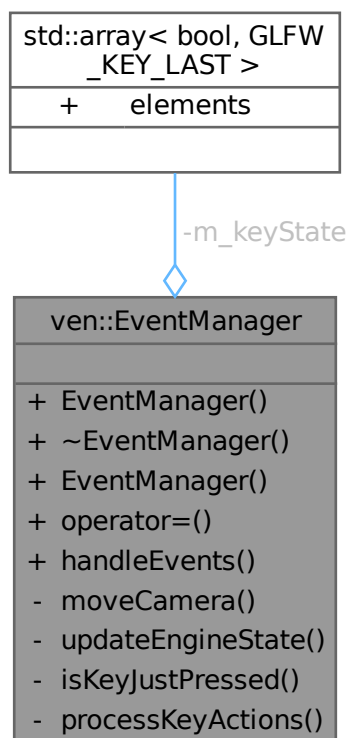 std::array< bool, GLFW
_KEY_LAST >
+ elements
-m_keyState
ven::EventManager
+ EventManager()
+ ~EventManager()
+ EventManager()
+ operator=()
+ handleEvents()
- moveCamera()
- updateEngineState()
- isKeyJustPressed()
- processKeyActions()